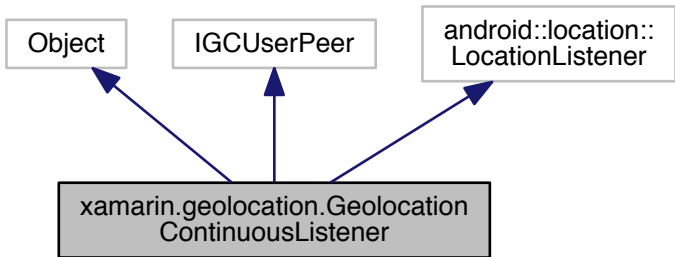 Object
IGCUserPeer
android::location::
LocationListener
xamarin.geolocation.Geolocation
ContinuousListener